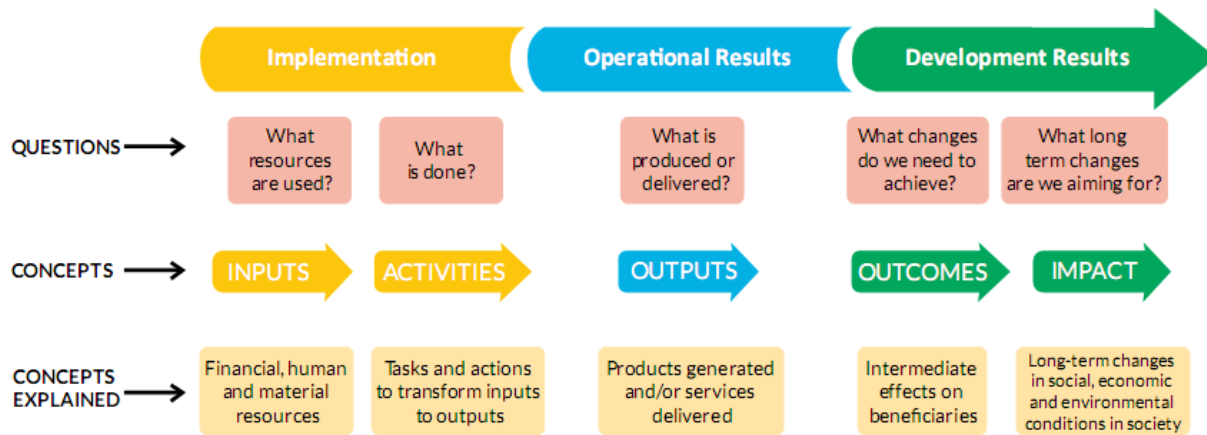 Implementation
Operational Results
Development Results
QUESTIONS
What
resources
are used?
What
is done?
What is
produced or
delivered?
What changes
do we need to
achieve?
What long
term changes
are we aiming for?
CONCEPTS
INPUTS
ACTIVITIES
OUTPUTS
OUTCOMES
IMPACT
CONCEPTS
EXPLAINED
Financial, human
and material
resources
Tasks and actions
to transform inputs
to outputs
Products generated
and/or services
delivered
Intermediate
effects on
beneficiaries
Long-term changes
in social, economic
and environmental
conditions in society